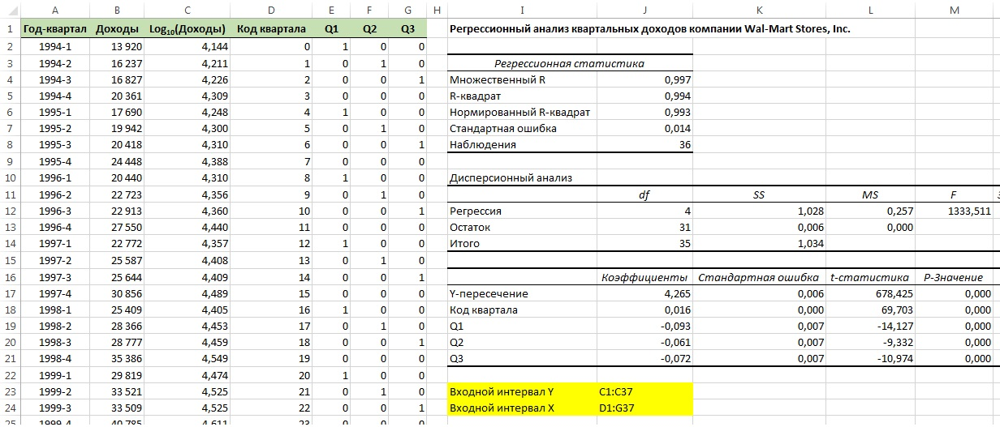 A B C D E F G H I J K L M
1 Год-квартал Доходы Log₁₀(Доходы) Код квартала Q1 Q2 Q3 Регрессионный анализ квартальных доходов компании Wal-Mart Stores, Inc.
2 1994-1 13 920 4,144 0 1 0 0
3 1994-2 16 237 4,211 1 0 1 0 Регрессионная статистика
4 1994-3 16 827 4,226 2 0 0 1 Множественный R 0,997
5 1994-4 20 361 4,309 3 0 0 0 R-квадрат 0,994
6 1995-1 17 690 4,248 4 1 0 0 Нормированный R-квадрат 0,993
7 1995-2 19 942 4,300 5 0 1 0 Стандартная ошибка 0,014
8 1995-3 20 418 4,310 6 0 0 1 Наблюдения 36
9 1995-4 24 448 4,388 7 0 0 0
10 1996-1 20 440 4,310 8 1 0 0 Дисперсионный анализ
11 1996-2 22 723 4,356 9 0 1 0 df SS MS F
12 1996-3 22 913 4,360 10 0 0 1 Регрессия 4 1,028 0,257 1333,511
13 1996-4 27 550 4,440 11 0 0 0 Остаток 31 0,006 0,000
14 1997-1 22 772 4,357 12 1 0 0 Итого 35 1,034
15 1997-2 25 587 4,408 13 0 1 0
16 1997-3 25 644 4,409 14 0 0 1 Коэффициенты Стандартная ошибка t-статистика P-Значение
17 1997-4 30 856 4,489 15 0 0 0 Y-пересечение 4,265 0,006 678,425 0,000
18 1998-1 25 409 4,405 16 1 0 0 Код квартала 0,016 0,000 69,703 0,000
19 1998-2 28 366 4,453 17 0 1 0 Q1 -0,093 0,007 -14,127 0,000
20 1998-3 28 777 4,459 18 0 0 1 Q2 -0,061 0,007 -9,332 0,000
21 1998-4 35 386 4,549 19 0 0 0 Q3 -0,072 0,007 -10,974 0,000
22 1999-1 29 819 4,474 20 1 0 0
23 1999-2 33 521 4,525 21 0 1 0 Входной интервал Y C1:C37
24 1999-3 33 509 4,525 22 0 0 1 Входной интервал X D1:G37
25 1999-4 40 785 4,611 23 0 0 0